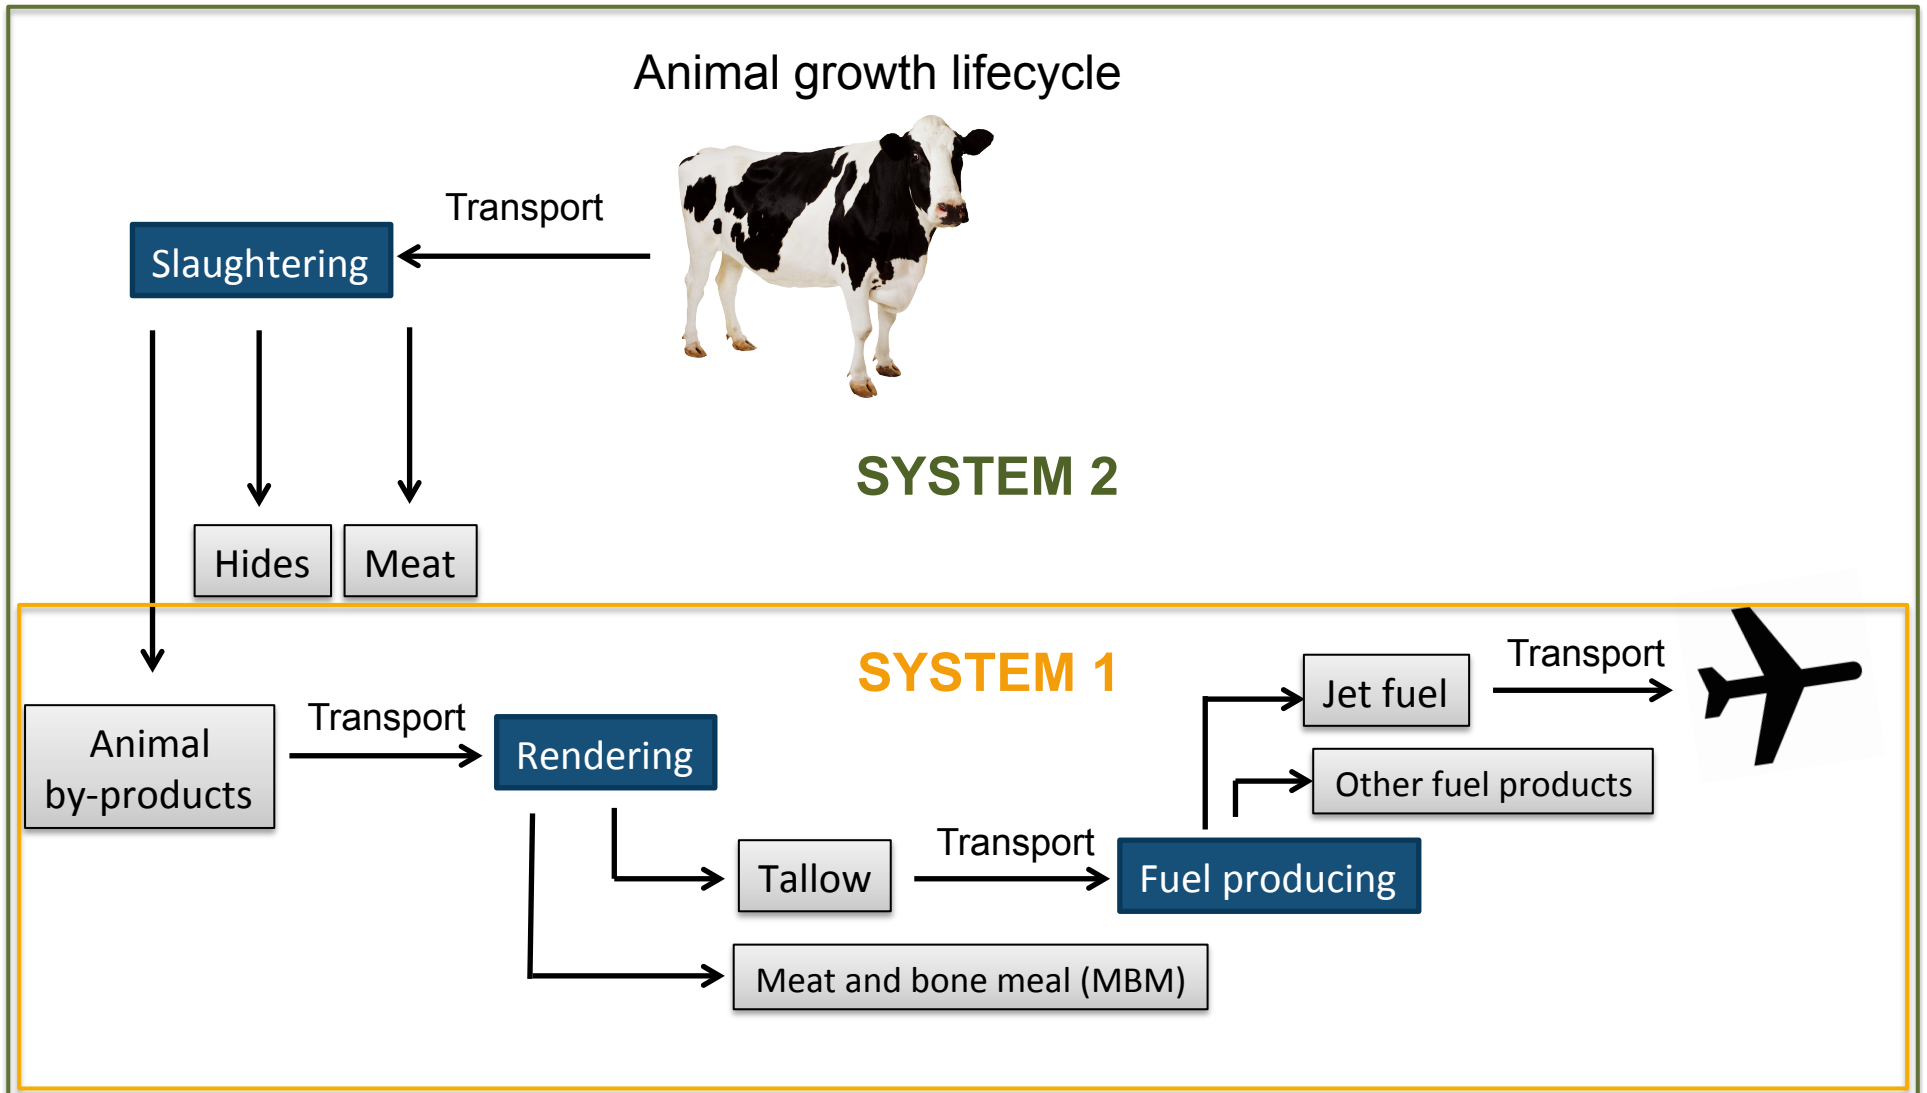 Animal growth lifecycle
Transport
Slaughtering
SYSTEM 2
Hides
Meat
SYSTEM 1
Transport
Jet fuel
Animal
by-products
Transport
Rendering
Other fuel products
Transport
Tallow
Fuel producing
Meat and bone meal (MBM)